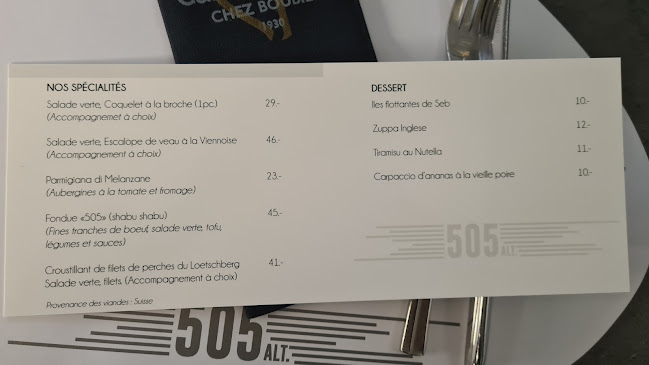 CHEZ BOUBI
1930
NOS SPÉCIALITÉS
Salade verte, Coquelet à la broche (1pc.) 29.-
(Accompagnemet à choix)
Salade verte, Escalope de veau à la Viennoise 46.-
(Accompagnement à choix)
Parmigiana di Melanzane 23.-
(Aubergines à la tomate et fromage)
Fondue «505» (shabu shabu) 45.-
(Fines tranches de boeuf, salade verte, tofu,
légumes et sauces)
Croustillant de filets de perches du Loetschberg 41.-
Salade verte, filets. (Accompagnement à choix)
Provenance des viandes : Suisse
DESSERT
Iles flottantes de Seb 10.-
Zuppa Inglese 12.-
Tiramisu au Nutella 11.-
Carpaccio d'ananas à la vieille poire 10.-
505 ALT.
505 ALT.